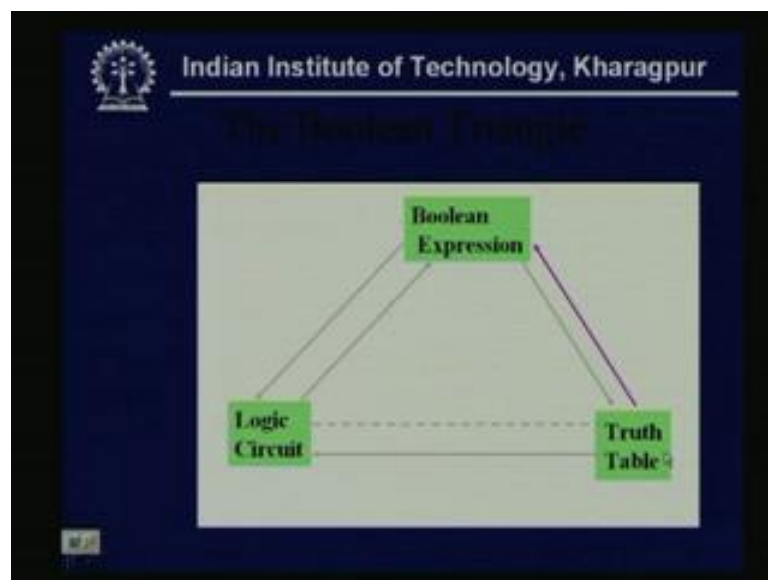 Indian Institute of Technology, Kharagpur
The Boolean Triangle
Boolean
Expression
Logic
Circuit
Truth
Table